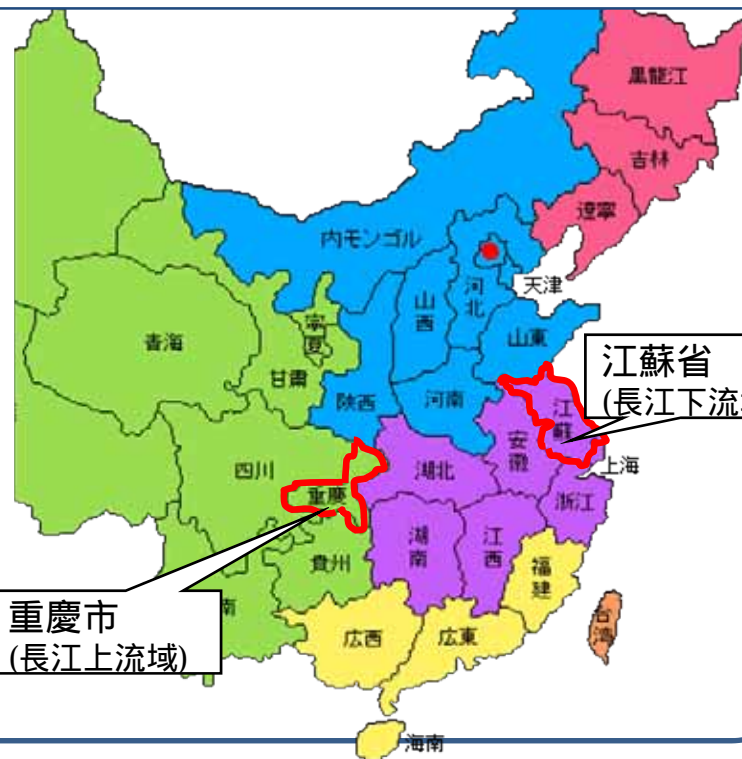 黒龍江
吉林
遼寧
内モンゴル
天津
河北
山西
山東
寧夏
青海
甘粛
陝西
河南
江蘇省
(長江下流
江蘇
安徽
上海
四川
重慶
湖北
浙江
湖南
江西
貴州
福建
重慶市
(長江上流域)
南
広西
広東
台湾
海南